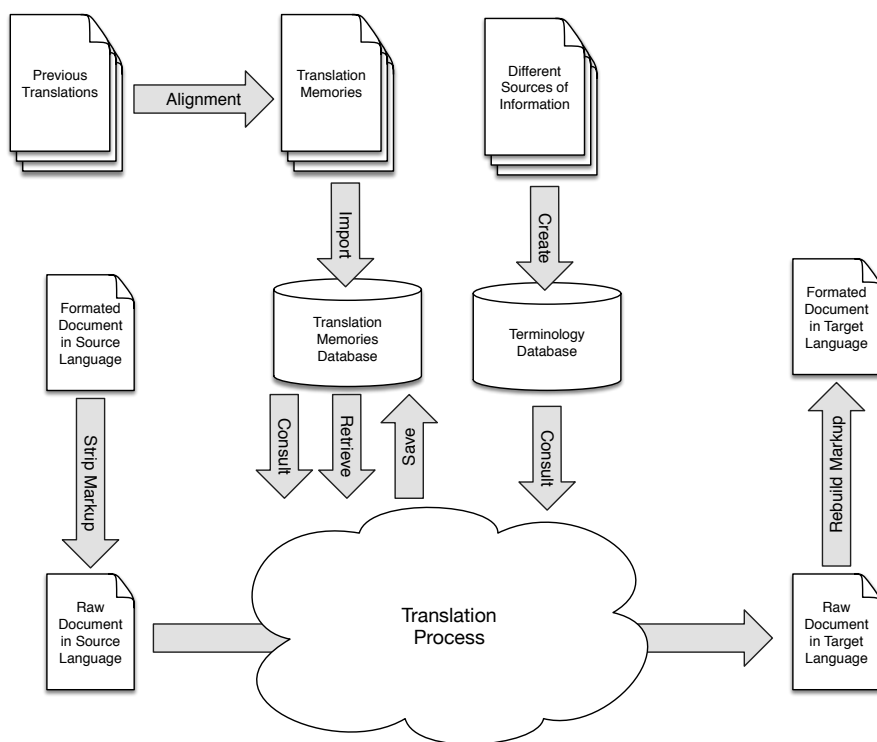 Previous
Translations
Alignment
Translation
Memories
Different
Sources of
Information
Import
Create
Formated
Document
in Source
Language
Translation
Memories
Database
Terminology
Database
Formated
Document
in Target
Language
Strip Markup
Consult
Retrieve
Save
Consult
Rebuild Markup
Raw
Document
in Source
Language
Translation
Process
Raw
Document
in Target
Language